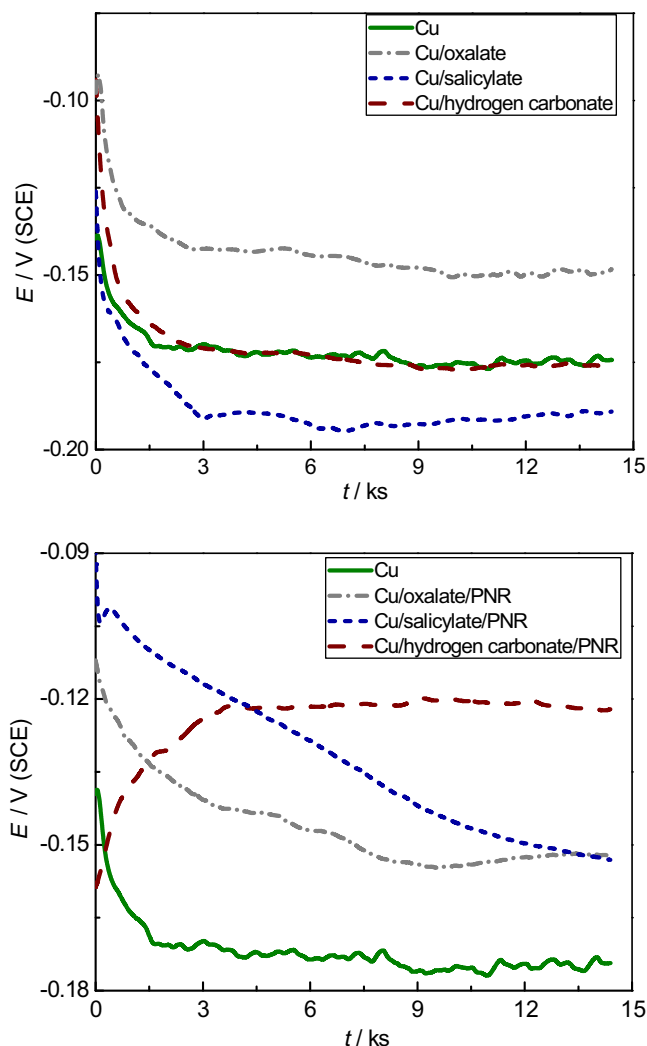 Cu
Cu/oxalate
Cu/salicylate
Cu/hydrogen carbonate
-0.10
-0.15
-0.20
E / V (SCE)
0 3 6 9 12 15
t / ks
-0.09
Cu
Cu/oxalate/PNR
Cu/salicylate/PNR
Cu/hydrogen carbonate/PNR
-0.12
-0.15
-0.18
E / V (SCE)
0 3 6 9 12 15
t / ks